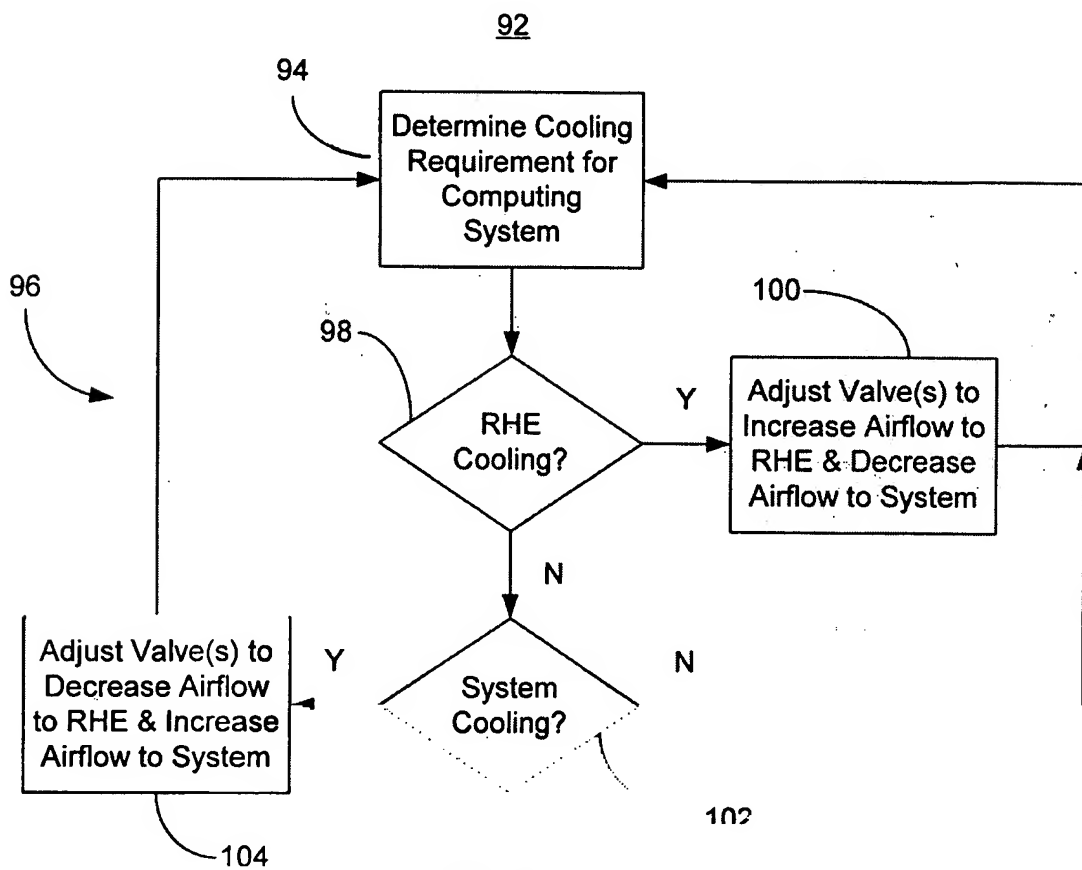 92
94
Determine Cooling
Requirement for
Computing
System
96
98
RHE
Cooling?
Y
100
Adjust Valve(s) to
Increase Airflow to
RHE & Decrease
Airflow to System
N
Adjust Valve(s) to
Decrease Airflow
to RHE & Increase
Airflow to System
Y
System
Cooling?
N
102
104